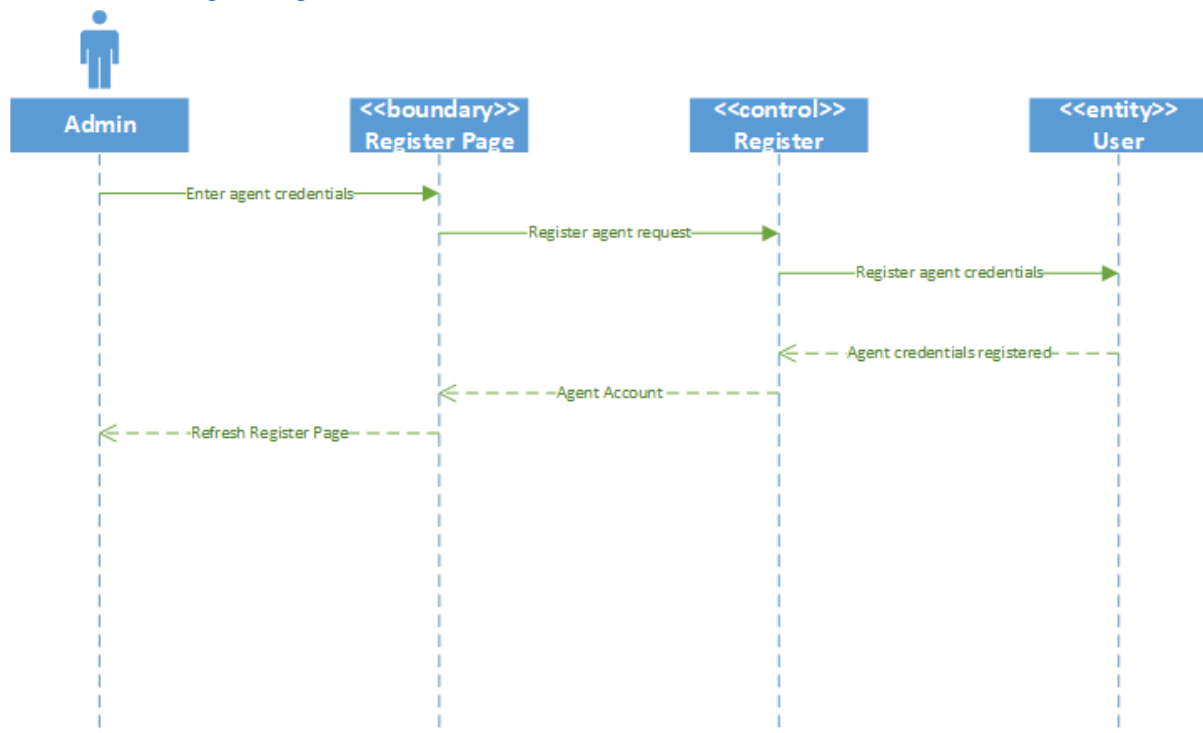 Admin
<<boundary>>
Register Page
<<control>>
Register
<<entity>>
User
Enter agent credentials
Register agent request
Register agent credentials
Agent credentials registered
Agent Account
Refresh Register Page